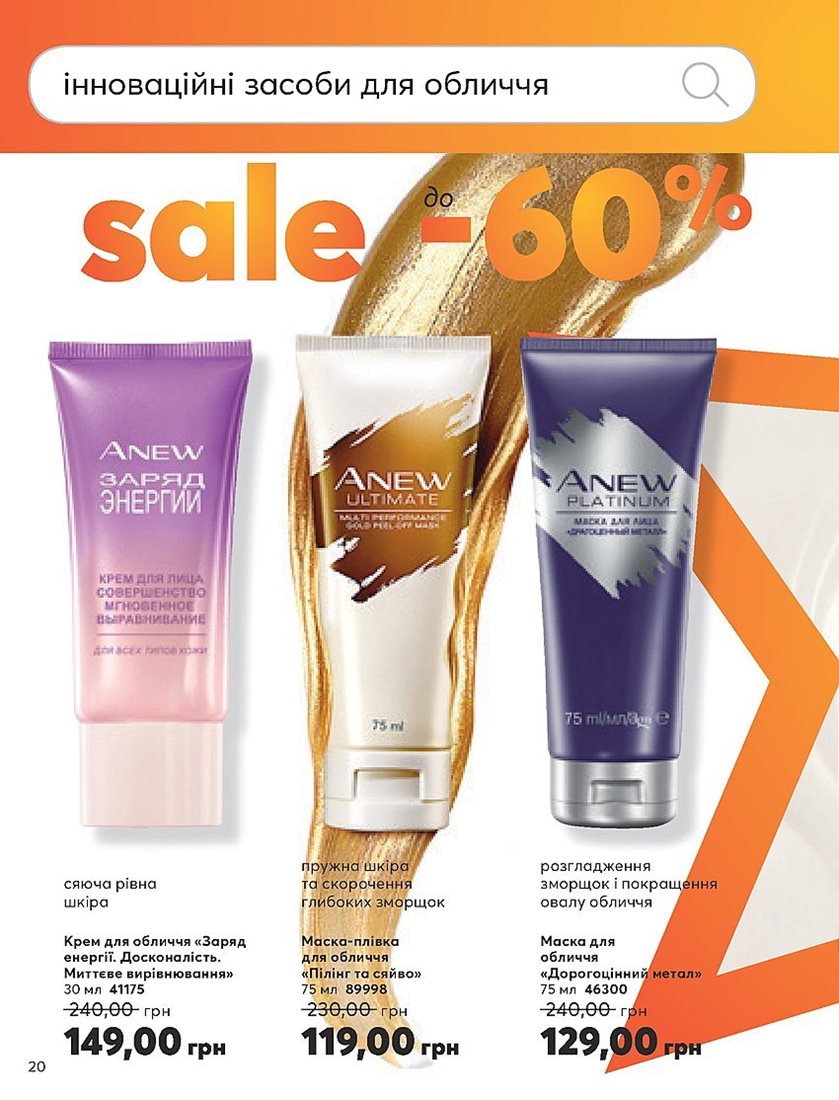 інноваційні засоби для обличчя
sale до -60%
ANEW
ЗАРЯД
ЭНЕРГИИ
КРЕМ ДЛЯ ЛИЦА
СОВЕРШЕНСТВО
МГНОВЕННОЕ
ВЫРАВНИВАНИЕ
ДЛЯ ВСЕХ ТИПОВ КОЖИ
ANEW
ULTIMATE
MULTI PERFORMANCE
GOLD PEEL-OFF MASK
75 ml
ANEW
PLATINUM
МАСКА ДЛЯ ЛИЦА
«ДРАГОЦЕННЫЙ МЕТАЛЛ»
75 ml/мл/Зэл e
сяюча рівна
шкіра
Крем для обличчя «Заряд
енергії. Досконалість.
Миттєве вирівнювання»
30 мл 41175
240,00 грн
149,00 грн
пружна шкіра
та скорочення
глибоких зморщок
Маска-плівка
для обличчя
«Пілінг та сяйво»
75 мл 89998
230,00 грн
119,00 грн
розгладження
зморщок і покращення
овалу обличчя
Маска для
обличчя
«Дорогоцінний метал»
75 мл 46300
240,00 грн
129,00 грн
20